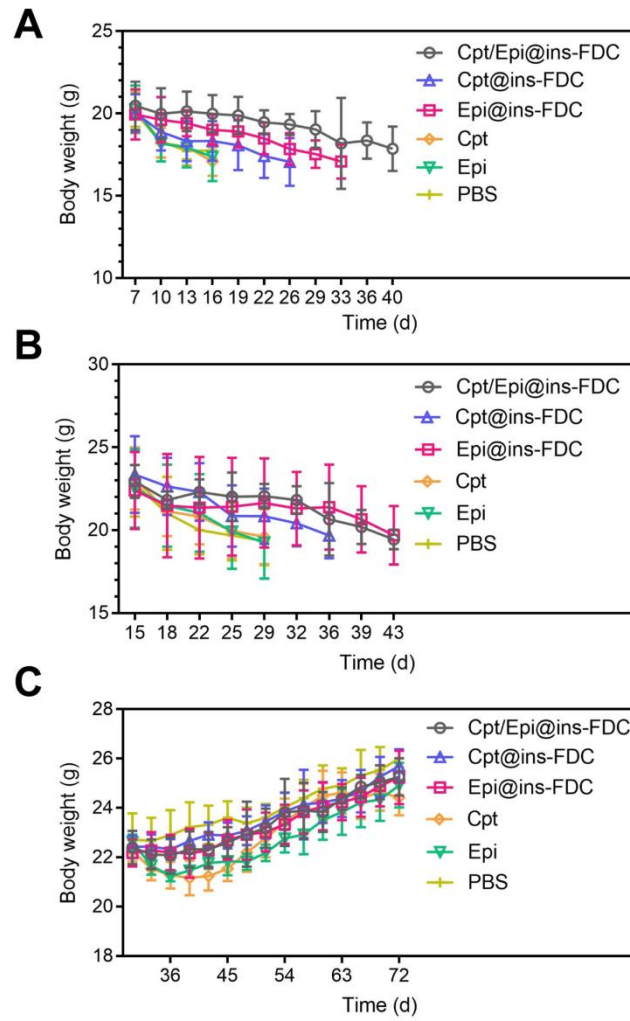 A
Body weight (g)
25
20
15
10
7 10 13 16 19 22 26 29 33 36 40
Time (d)
Cpt/Epi@ins-FDC
Cpt@ins-FDC
Epi@ins-FDC
Cpt
Epi
PBS
B
Body weight (g)
30
25
20
15
15 18 22 25 29 32 36 39 43
Time (d)
Cpt/Epi@ins-FDC
Cpt@ins-FDC
Epi@ins-FDC
Cpt
Epi
PBS
C
Body weight (g)
28
26
24
22
20
18
36 45 54 63 72
Time (d)
Cpt/Epi@ins-FDC
Cpt@ins-FDC
Epi@ins-FDC
Cpt
Epi
PBS